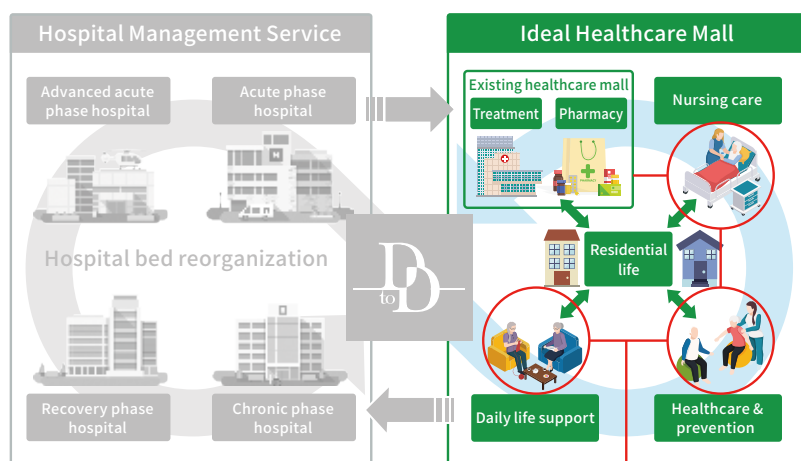 Hospital Management Service
Advanced acute
phase hospital
Acute phase
hospital
Hospital bed reorganization
Recovery phase
hospital
Chronic phase
hospital
D to D
Ideal Healthcare Mall
Existing healthcare mall
Treatment
Pharmacy
Nursing care
Residential
life
Daily life support
Healthcare &
prevention